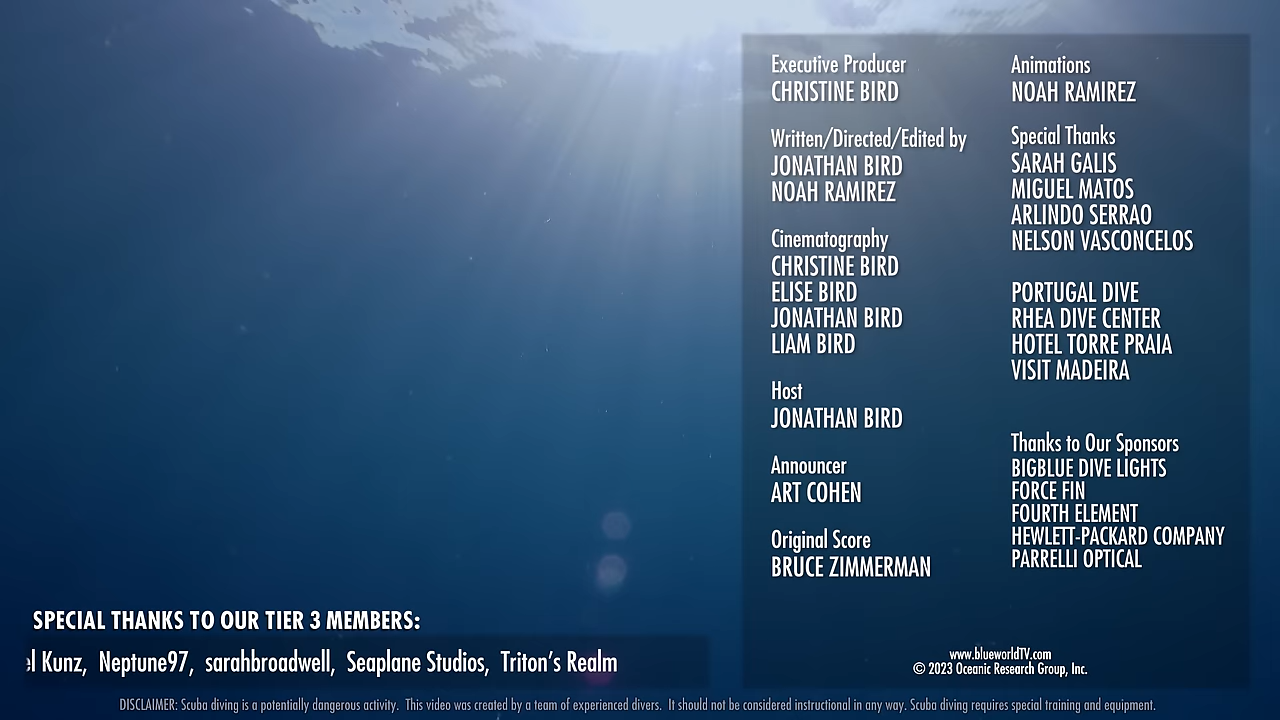 Executive Producer
CHRISTINE BIRD
Written/Directed/Edited by
JONATHAN BIRD
NOAH RAMIREZ
Cinematography
CHRISTINE BIRD
ELISE BIRD
JONATHAN BIRD
LIAM BIRD
Host
JONATHAN BIRD
Announcer
ART COHEN
Original Score
BRUCE ZIMMERMAN
Animations
NOAH RAMIREZ
Special Thanks
SARAH GALIS
MIGUEL MATOS
ARLINDO SERRAO
NELSON VASCONCELOS
PORTUGAL DIVE
RHEA DIVE CENTER
HOTEL TORRE PRAIA
VISIT MADEIRA
Thanks to Our Sponsors
BIGBLUE DIVE LIGHTS
FORCE FIN
FOURTH ELEMENT
HEWLETT-PACKARD COMPANY
PARRELLI OPTICAL
www.blueworldTV.com
© 2023 Oceanic Research Group, Inc.
SPECIAL THANKS TO OUR TIER 3 MEMBERS:
el Kunz, Neptune97, sarahbroadwell, Seaplane Studios, Triton's Realm
DISCLAIMER: Scuba diving is a potentially dangerous activity. This video was created by a team of experienced divers. It should not be considered instructional in any way. Scuba diving requires special training and equipment.